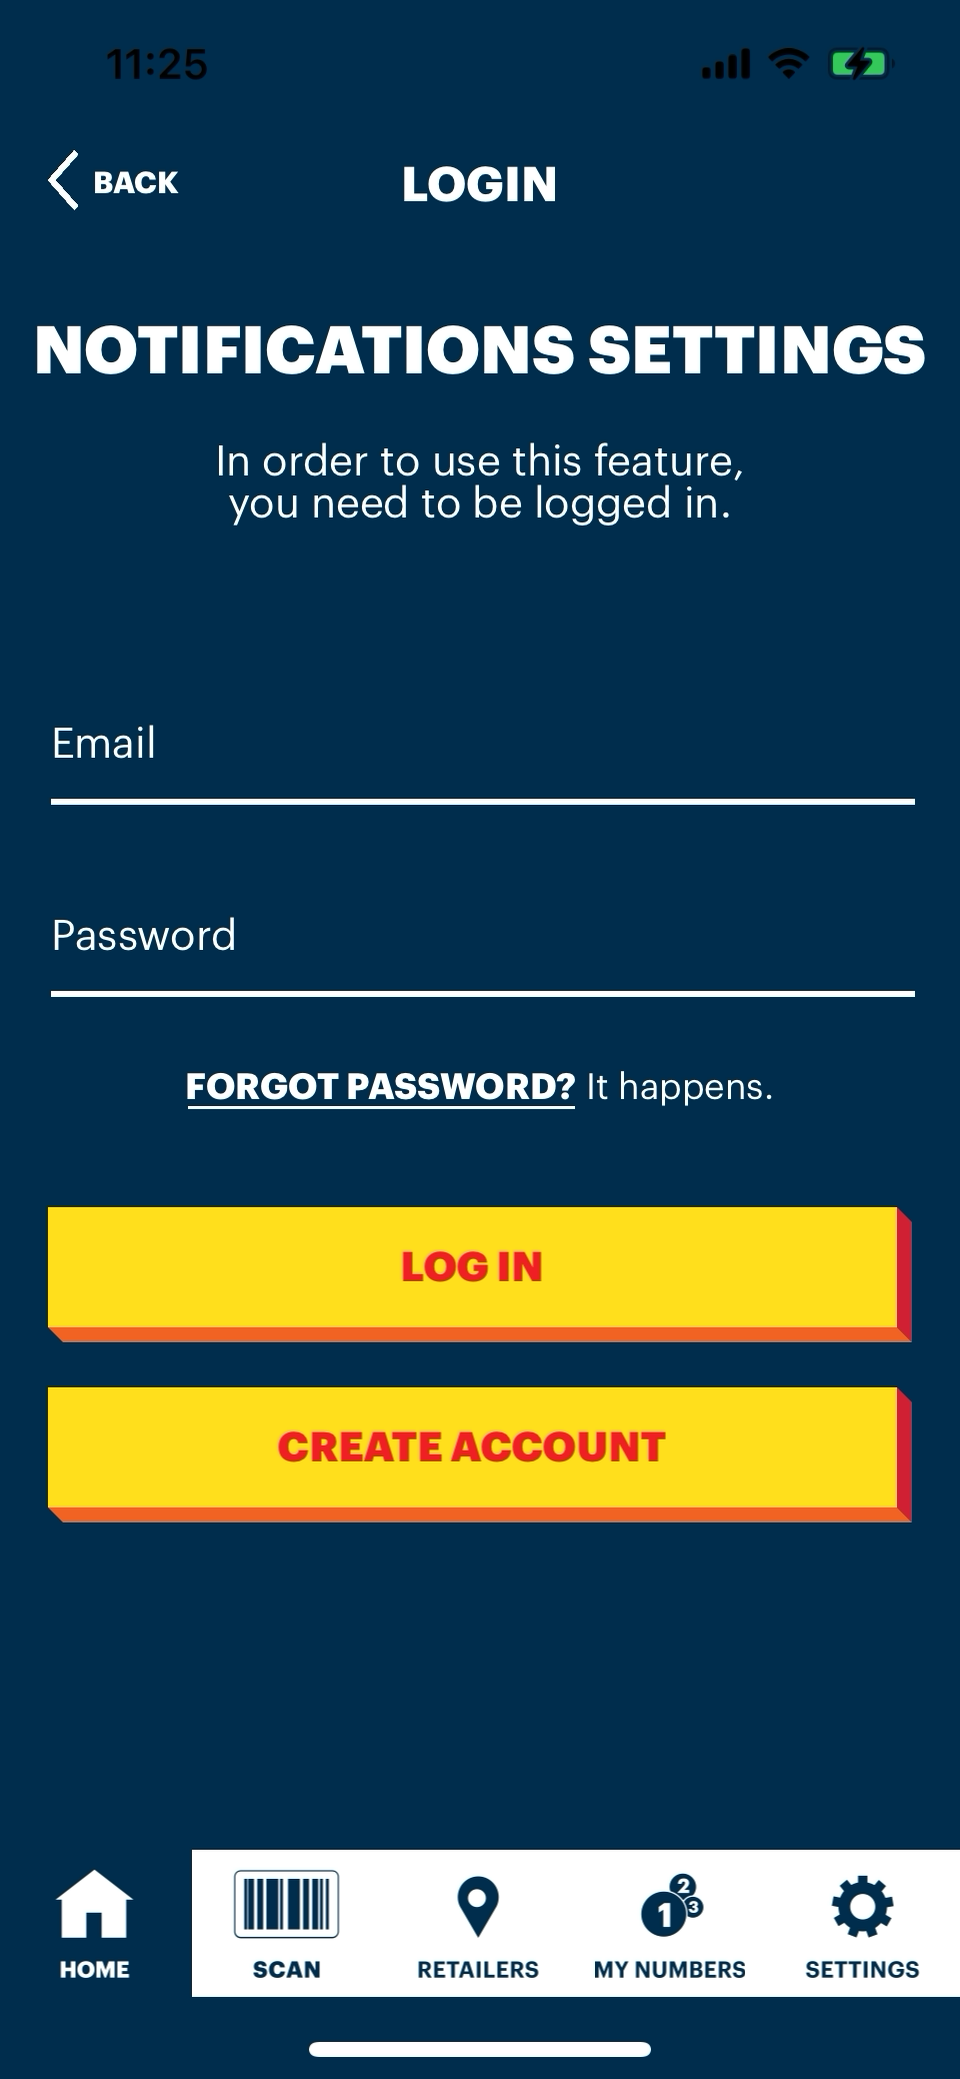 11:25
BACK
LOGIN
NOTIFICATIONS SETTINGS
In order to use this feature,
you need to be logged in.
Email
Password
FORGOT PASSWORD? It happens.
LOG IN
CREATE ACCOUNT
1 2 3
HOME SCAN RETAILERS MY NUMBERS SETTINGS